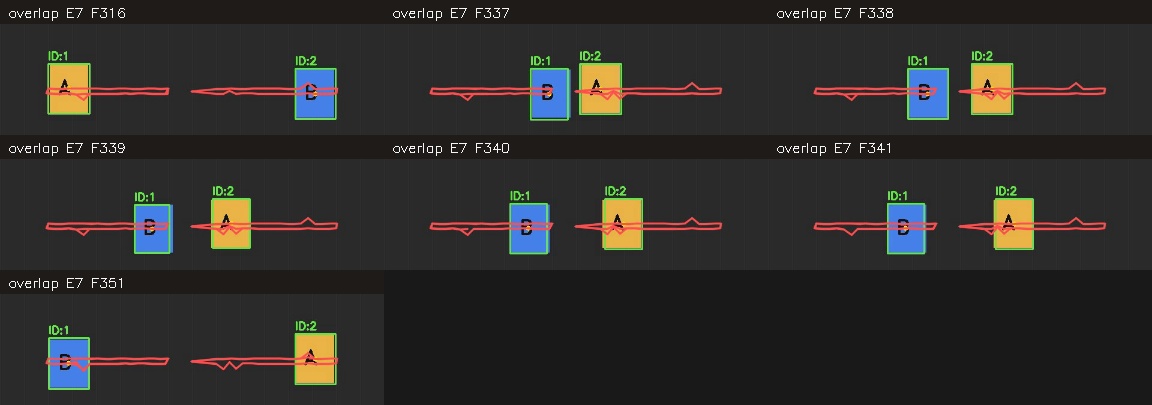 overlap E7 F316
ID:1
A
ID:2
B
overlap E7 F337
ID:1
B
ID:2
A
overlap E7 F338
ID:1
B
ID:2
A
overlap E7 F339
ID:1
B
ID:2
A
overlap E7 F340
ID:1
B
ID:2
A
overlap E7 F341
ID:1
B
ID:2
A
overlap E7 F351
ID:1
B
ID:2
A